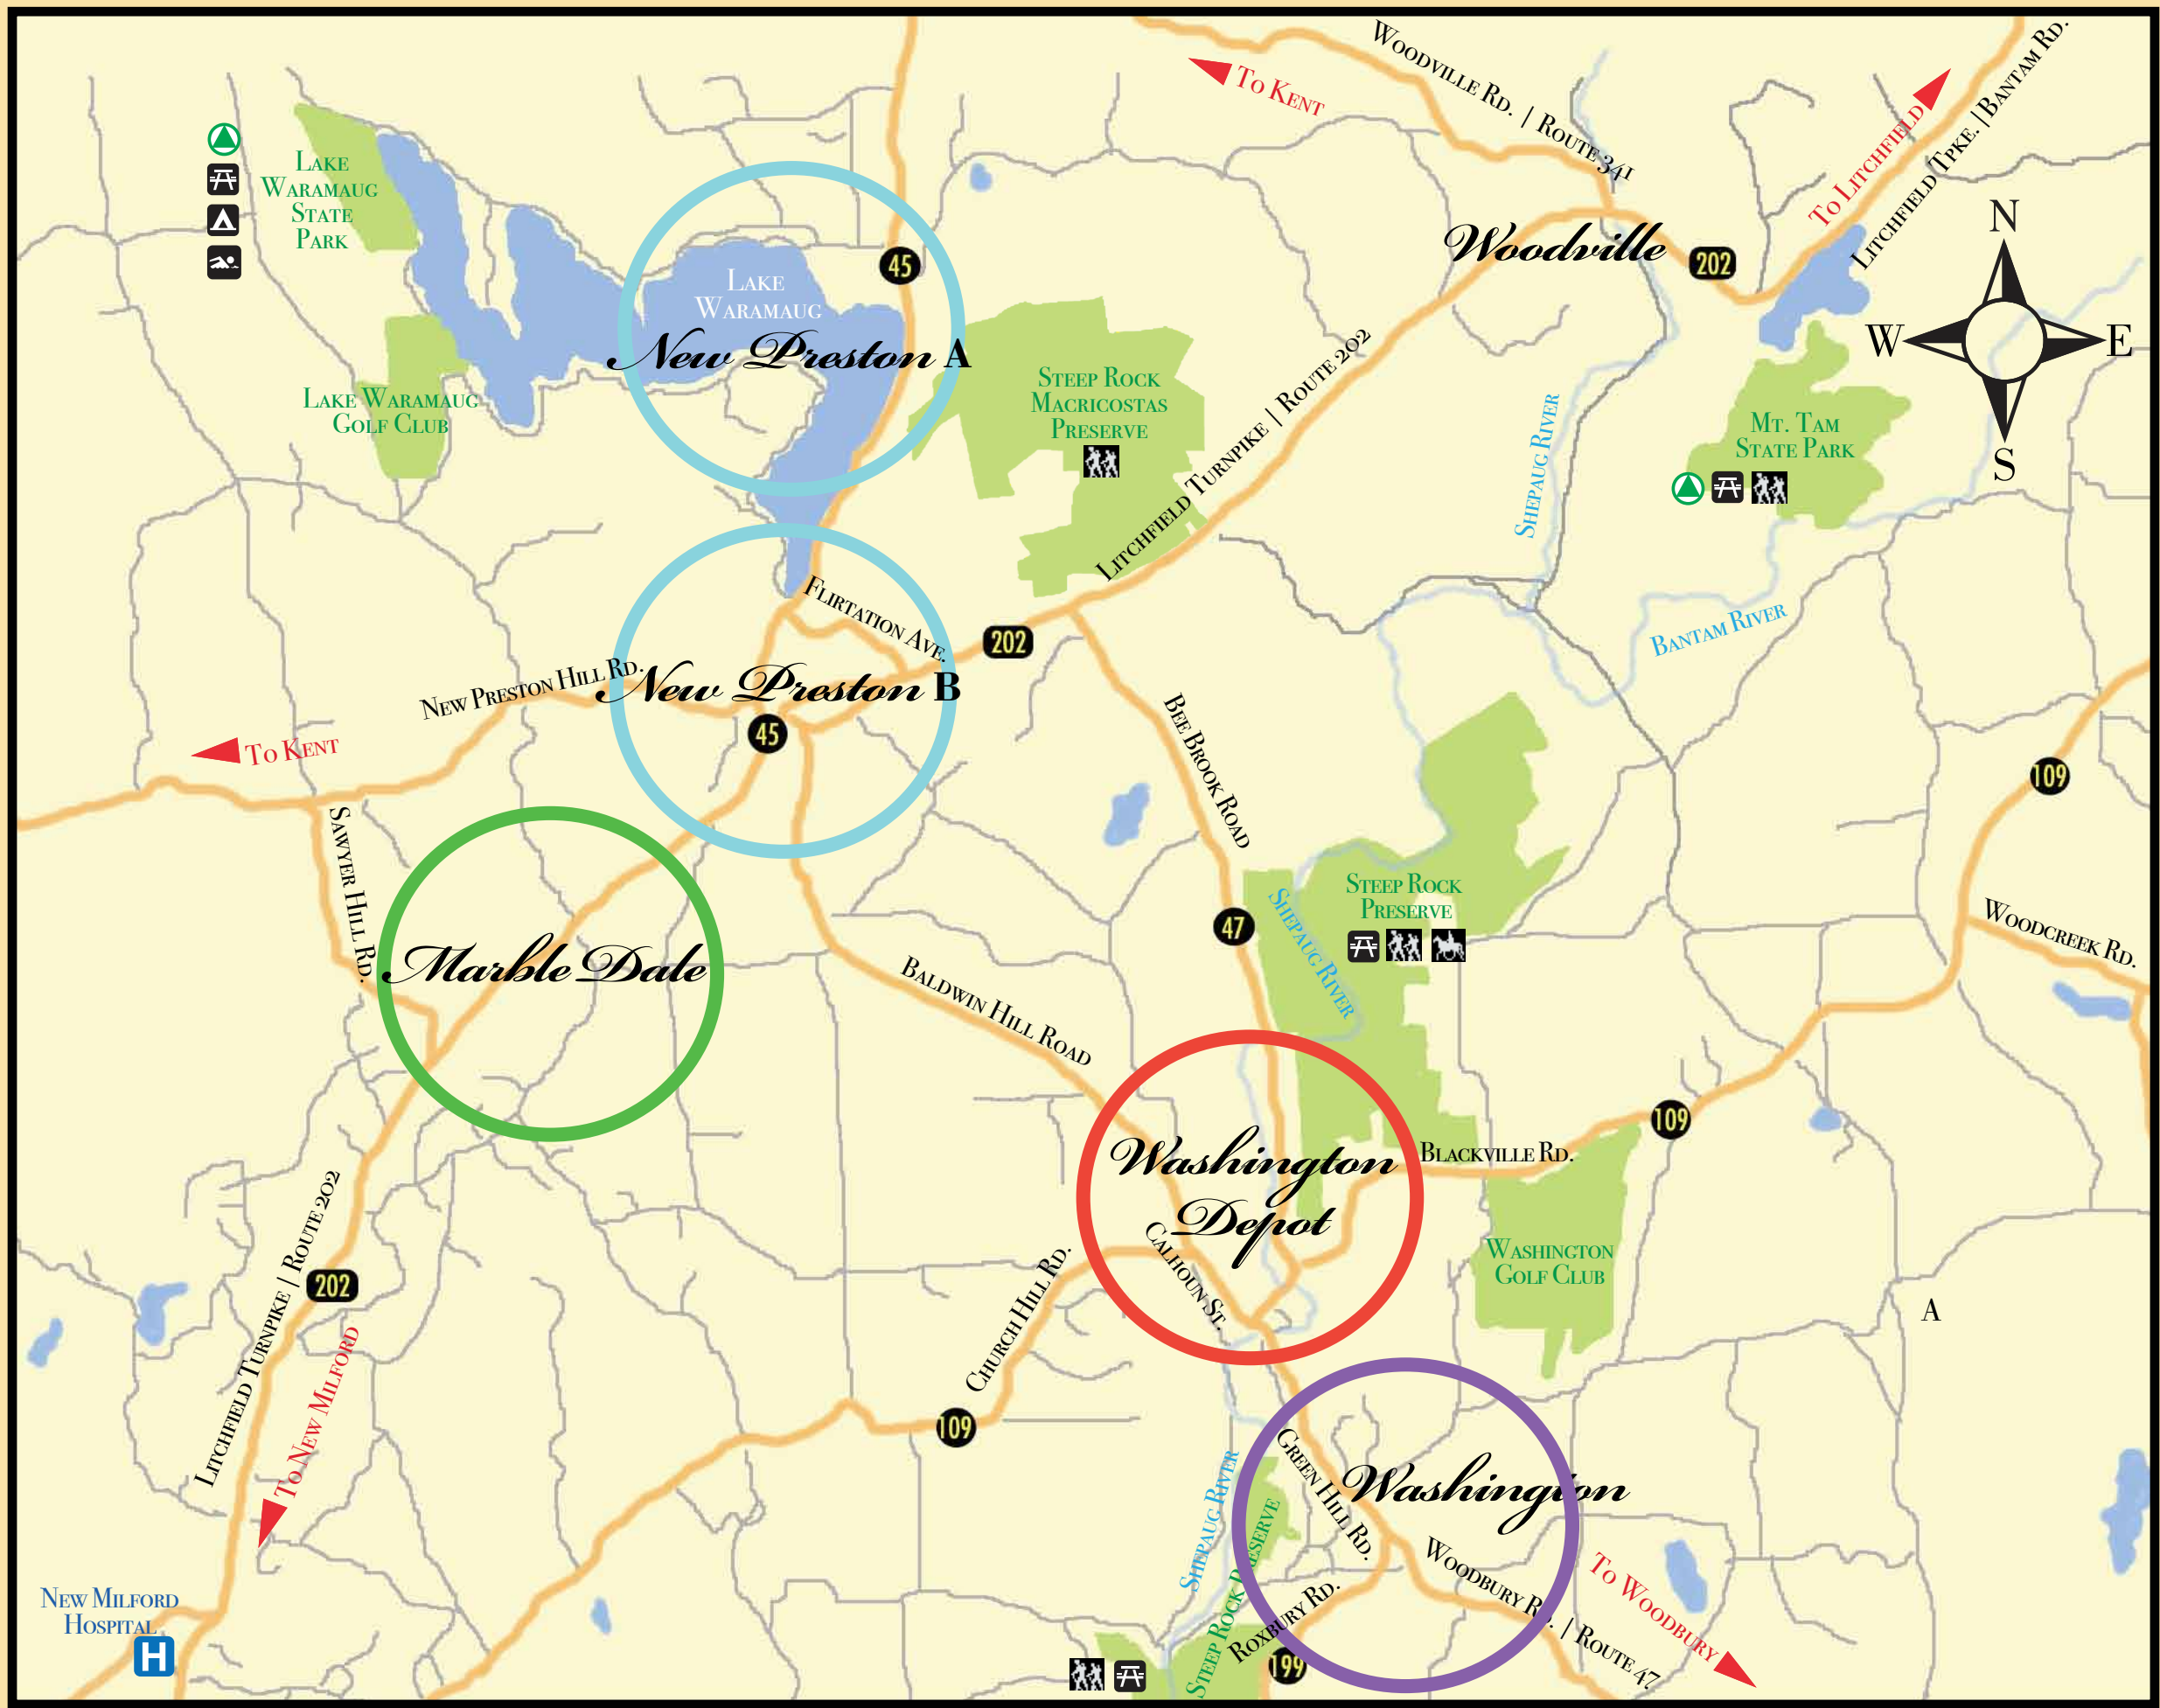 Woodville Rd. | Route 341
To Kent
To Litchfield
Litchfield Tpke. | Bantam Rd.
Lake
Waramaug
State
Park
N
W
E
S
Woodville
202
45
Lake
Waramaug
New Preston A
Steep Rock
Macricostas
Preserve
Litchfield Turnpike | Route 202
Shepaug River
Mt. Tam
State Park
Lake Waramaug
Golf Club
Flirtation Ave.
202
Bantam River
New Preston Hill Rd.
New Preston B
45
To Kent
Bee Brook Road
109
Sawyer Hill Rd.
Marble Dale
47
Shepaug River
Steep Rock
Preserve
Woodcreek Rd.
Baldwin Hill Road
109
Blackville Rd.
Washington
Depot
Calhoun St.
Church Hill Rd.
Washington
Golf Club
A
Litchfield Turnpike | Route 202
202
To New Milford
109
Green Hill Rd.
Washington
Shepaug River
Steep Rock Reserve
Roxbury Rd.
199
Woodbury Rd. | Route 47
To Woodbury
New Milford
Hospital
H